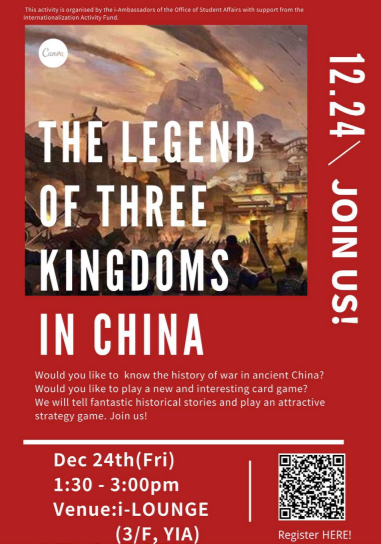 This activity is organised by the i-Ambassadors of the Office of Student Affairs with support from the
Internationalization Activity Fund.
Canva
THE LEGEND
OF THREE
KINGDOMS
IN CHINA
12.24 \ JOIN US!
Would you like to know the history of war in ancient China?
Would you like to play a new and interesting card game?
We will tell fantastic historical stories and play an attractive
strategy game. Join us!
Dec 24th(Fri)
1:30 - 3:00pm
Venue:i-LOUNGE
(3/F, YIA)
Register HERE!